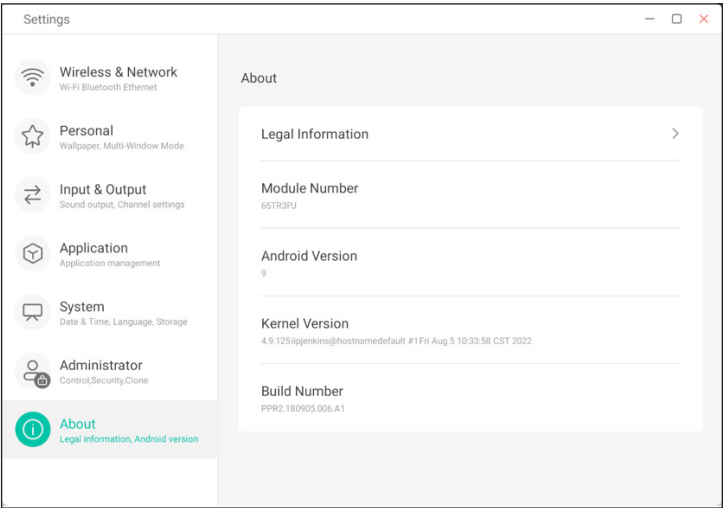 Settings
Wireless & Network
Wi-Fi Bluetooth Ethernet
Personal
Wallpaper, Multi-Window Mode
Input & Output
Sound output, Channel settings
Application
Application management
System
Date & Time, Language, Storage
Administrator
Control,Security,Clone
About
Legal information, Android version
About
Legal Information
Module Number
65TR3PJ
Android Version
9
Kernel Version
4.9.125iipjenkins@hostnamedefault #1Fri Aug 5 10:33:58 CST 2022
Build Number
PPR2.180905.006.A1